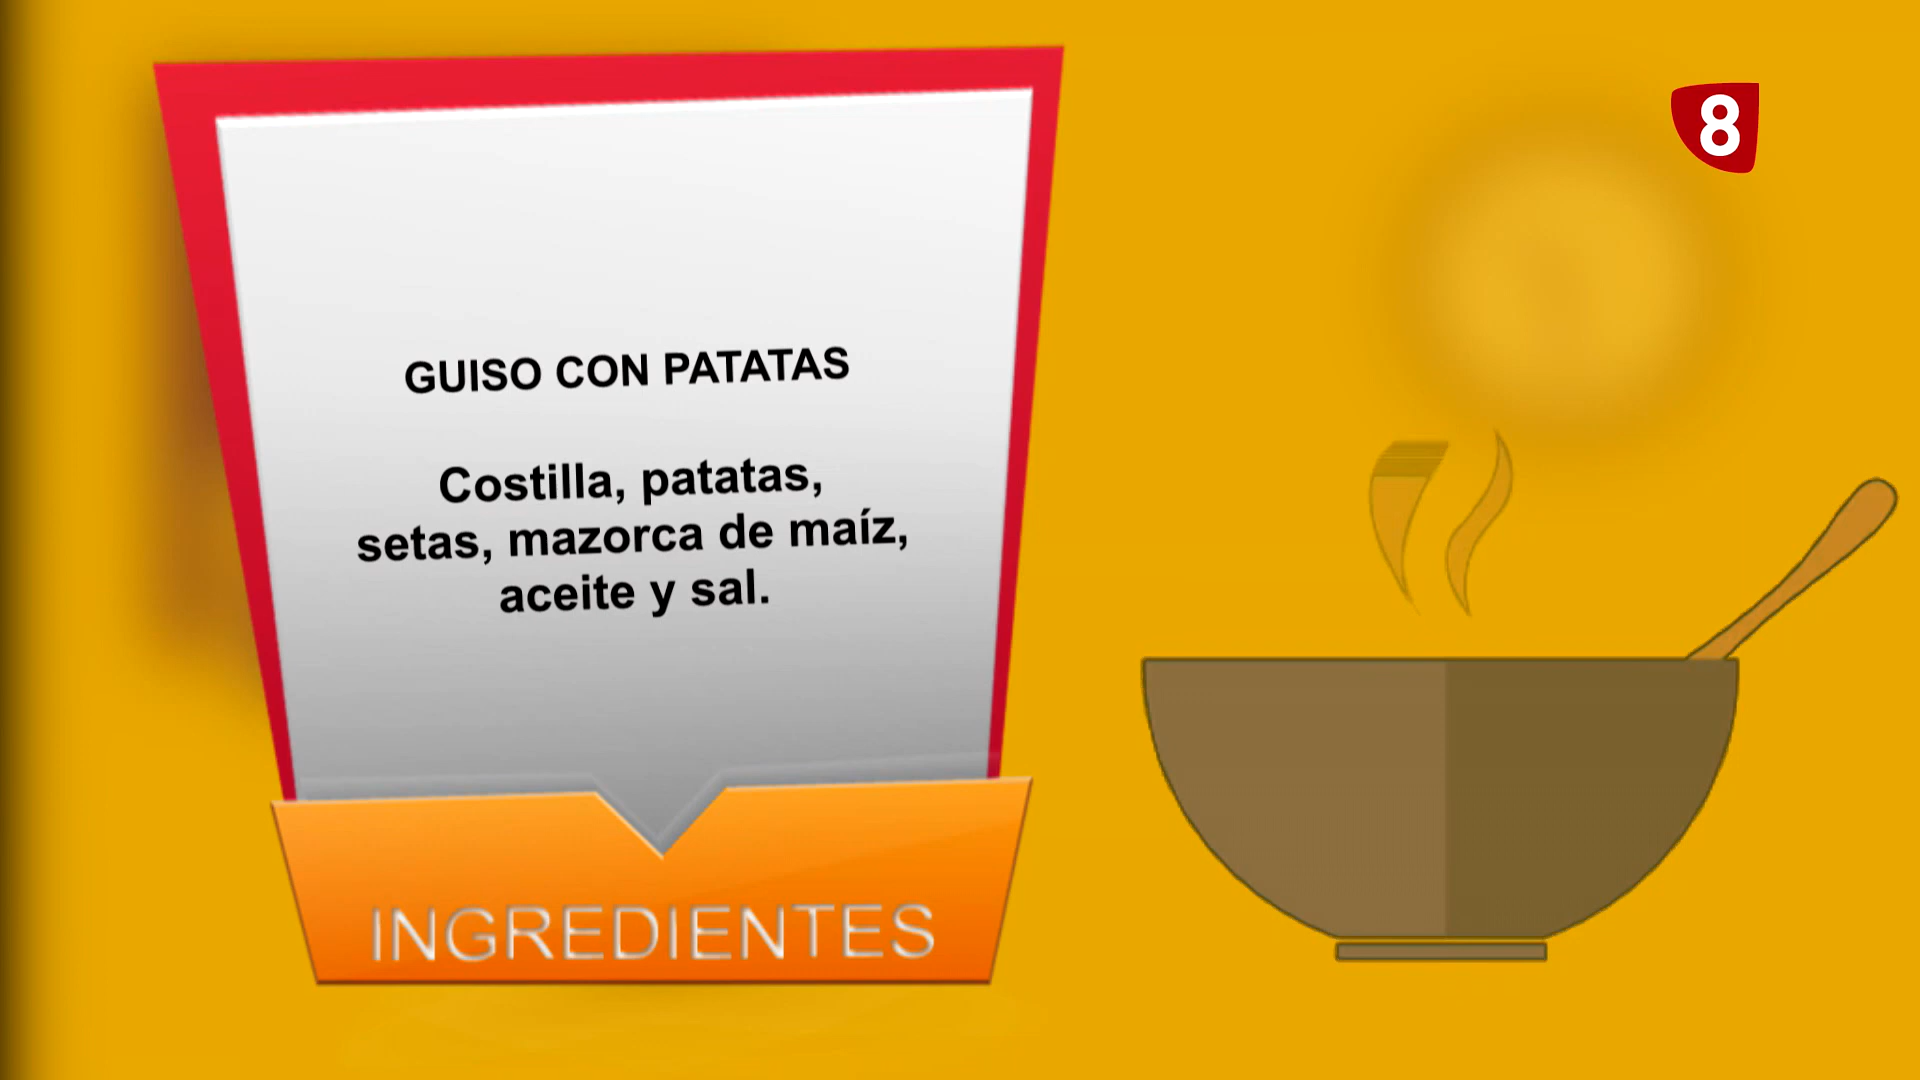 8
GUISO CON PATATAS
Costilla, patatas,
setas, mazorca de maíz,
aceite y sal.
INGREDIENTES